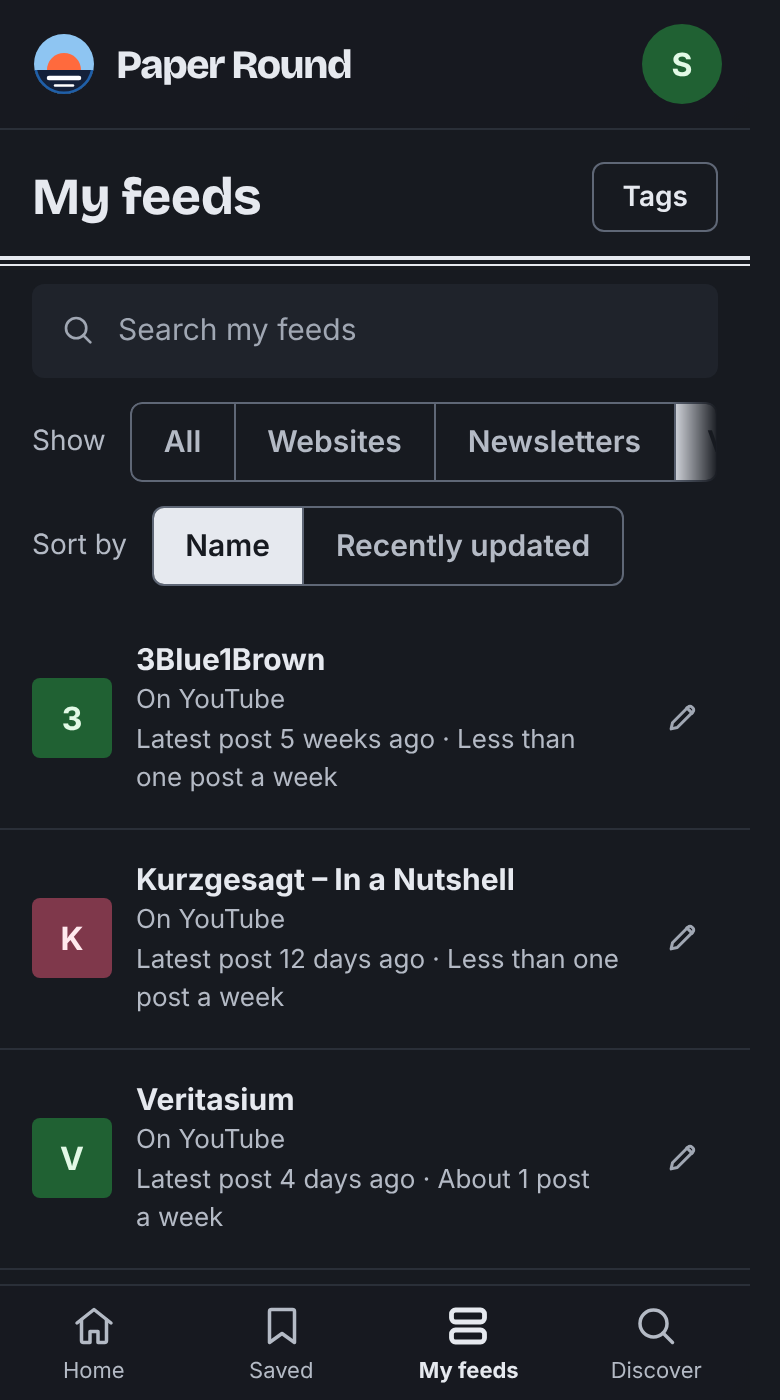 Paper Round
S
My feeds
Tags
Search my feeds
Show
All
Websites
Newsletters
Sort by
Name
Recently updated
3
3Blue1Brown
On YouTube
Latest post 5 weeks ago · Less than
one post a week
K
Kurzgesagt – In a Nutshell
On YouTube
Latest post 12 days ago · Less than one
post a week
V
Veritasium
On YouTube
Latest post 4 days ago · About 1 post
a week
Home
Saved
My feeds
Discover